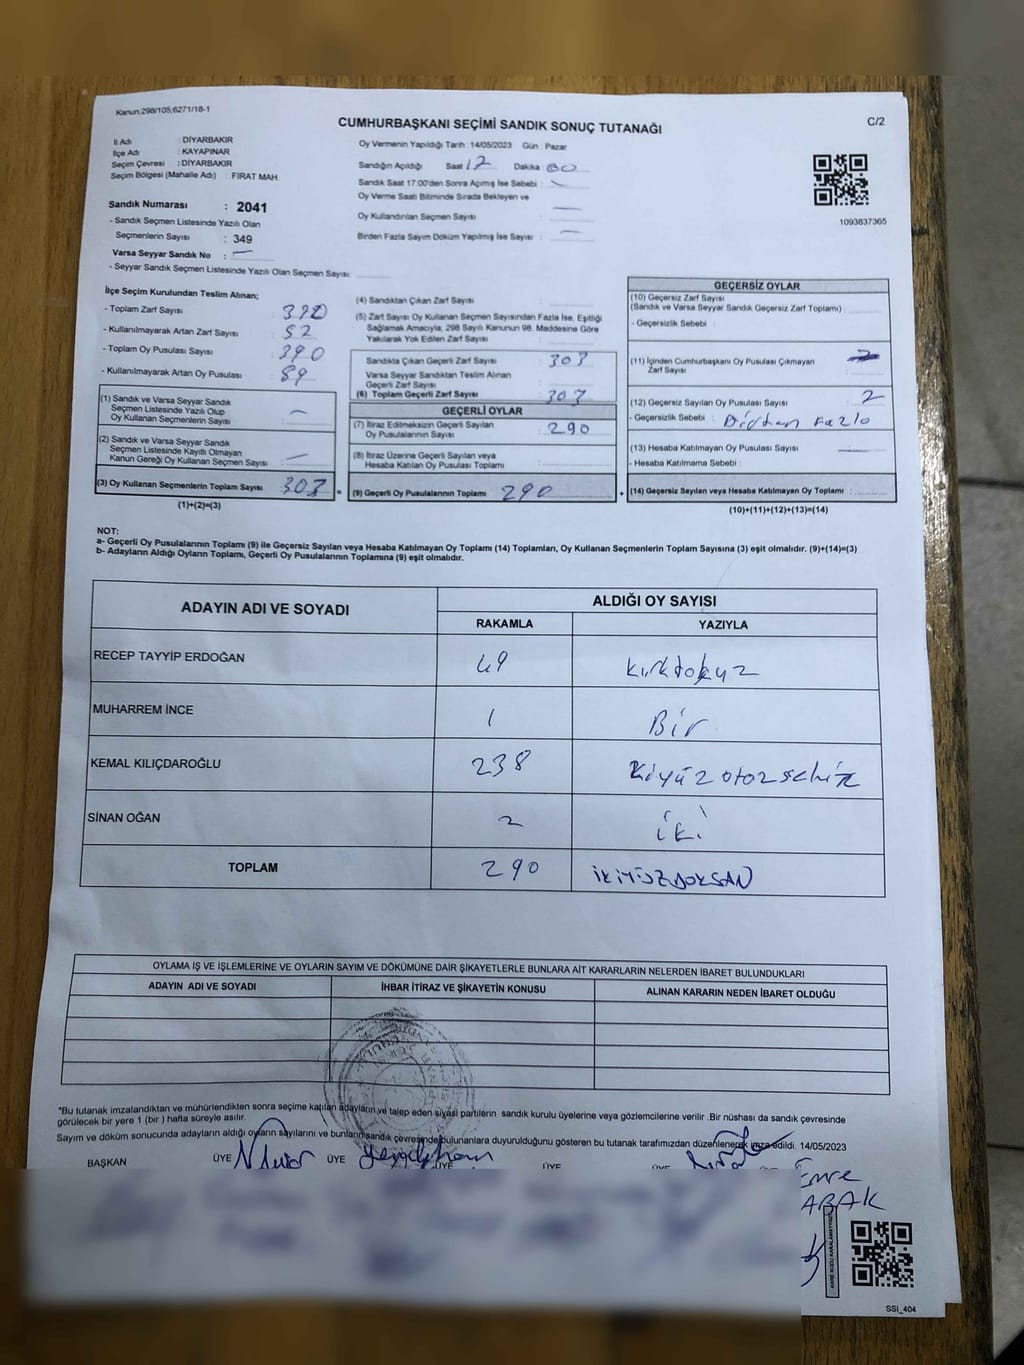 Kanun,298/105,6271/18-1
CUMHURBAŞKANI SEÇİMİ SANDIK SONUÇ TUTANAĞI
C/2
İl Adı : DİYARBAKIR
İlçe Adı : KAYAPINAR
Seçim Çevresi : DİYARBAKIR
Seçim Bölgesi (Mahalle Adı) : FIRAT MAH.
Oy Vermenin Yapıldığı Tarih :14/05/2023 Gün : Pazar
Sandığın Açıldığı Saat 17 Dakika 00
Sandık Saat 17:00'den Sonra Açılmış İse Sebebi :
Oy Verme Saati Bitiminde Sırada Bekleyen ve
Oy Kullandırılan Seçmen Sayısı :
Birden Fazla Sayım Döküm Yapılmış İse Sayısı :
1093837365
Sandık Numarası : 2041
- Sandık Seçmen Listesinde Yazılı Olan
Seçmenlerin Sayısı : 349
Varsa Seyyar Sandık No :
- Seyyar Sandık Seçmen Listesinde Yazılı Olan Seçmen Sayısı:
İlçe Seçim Kurulundan Teslim Alınan;
- Toplam Zarf Sayısı :
- Kullanılmayarak Artan Zarf Sayısı : 52
- Toplam Oy Pusulası Sayısı : 390
- Kullanılmayarak Artan Oy Pusulası : 89
(1) Sandık ve Varsa Seyyar Sandık
Seçmen Listesinde Yazılı Olup
Oy Kullanan Seçmenlerin Sayısı :
(2) Sandık ve Varsa Seyyar Sandık
Seçmen Listesinde Kayıtlı Olmayan
Kanun Gereği Oy Kullanan Seçmen Sayısı :
(3) Oy Kullanan Seçmenlerin Toplam Sayısı : 303
(1)+(2)=(3)
(4) Sandıktan Çıkan Zarf Sayısı :
(5) Zarf Sayısı Oy Kullanan Seçmen Sayısından Fazla İse, Eşitliği
Sağlamak Amacıyla, 298 Sayılı Kanunun 98. Maddesine Göre
Yakılarak Yok Edilen Zarf Sayısı :
Sandıkta Çıkan Geçerli Zarf Sayısı : 303
Varsa Seyyar Sandıktan Teslim Alınan
Geçerli Zarf Sayısı :
(6) Toplam Geçerli Zarf Sayısı : 303
GEÇERLİ OYLAR
(7) İtiraz Edilmeksizin Geçerli Sayılan
Oy Pusulalarının Sayısı : 290
(8) İtiraz Üzerine Geçerli Sayılan veya
Hesaba Katılan Oy Pusulası Toplamı :
= (9) Geçerli Oy Pusulalarının Toplamı : 290 +
GEÇERSİZ OYLAR
(10) Geçersiz Zarf Sayısı
(Sandık ve Varsa Seyyar Sandık Geçersiz Zarf Toplamı) :
- Geçersizlik Sebebi :
(11) İçinden Cumhurbaşkanı Oy Pusulası Çıkmayan
Zarf Sayısı :
(12) Geçersiz Sayılan Oy Pusulası Sayısı : 2
- Geçersizlik Sebebi : Birden Fazla
(13) Hesaba Katılmayan Oy Pusulası Sayısı :
- Hesaba Katılmama Sebebi :
(14) Geçersiz Sayılan veya Hesaba Katılmayan Oy Toplamı :
(10)+(11)+(12)+(13)=(14)
NOT:
a- Geçerli Oy Pusulalarının Toplamı (9) ile Geçersiz Sayılan veya Hesaba Katılmayan Oy Toplamı (14) Toplamları, Oy Kullanan Seçmenlerin Toplam Sayısına (3) eşit olmalıdır. (9)+(14)=(3)
b- Adayların Aldığı Oyların Toplamı, Geçerli Oy Pusulalarının Toplamına (9) eşit olmalıdır.
ADAYIN ADI VE SOYADI ALDIĞI OY SAYISI
RAKAMLA YAZIYLA
RECEP TAYYİP ERDOĞAN 49 Kırkdokuz
MUHARREM İNCE 1 Bir
KEMAL KILIÇDAROĞLU 238 İkiyüz otoz sekiz
SİNAN OĞAN 2 iki
TOPLAM 290 İKİYÜZDOKSAN
OYLAMA İŞ VE İŞLEMLERİNE VE OYLARIN SAYIM VE DÖKÜMÜNE DAİR ŞİKAYETLERLE BUNLARA AİT KARARLARIN NELERDEN İBARET BULUNDUKLARI
ADAYIN ADI VE SOYADI İHBAR İTİRAZ VE ŞİKAYETİN KONUSU ALINAN KARARIN NEDEN İBARET OLDUĞU
*Bu tutanak imzalandıktan ve mühürlendikten sonra seçime katılan adayların,ve talep eden siyasi partilerin sandık kurulu üyelerine veya gözlemcilerine verilir .Bir nüshası da sandık çevresinde
görülecek bir yere 1 (bir ) hafta süreyle asılır.
Sayım ve döküm sonucunda adayların aldığı oyların sayılarını ve bunların sandık çevresinde bulunanlara duyurulduğunu gösteren bu tutanak tarafımızdan düzenlenerek imza edildi. 14/05/2023
BAŞKAN ÜYE ÜYE ÜYE ÜYE ÜYE
Emre
ABAK
SSI_404